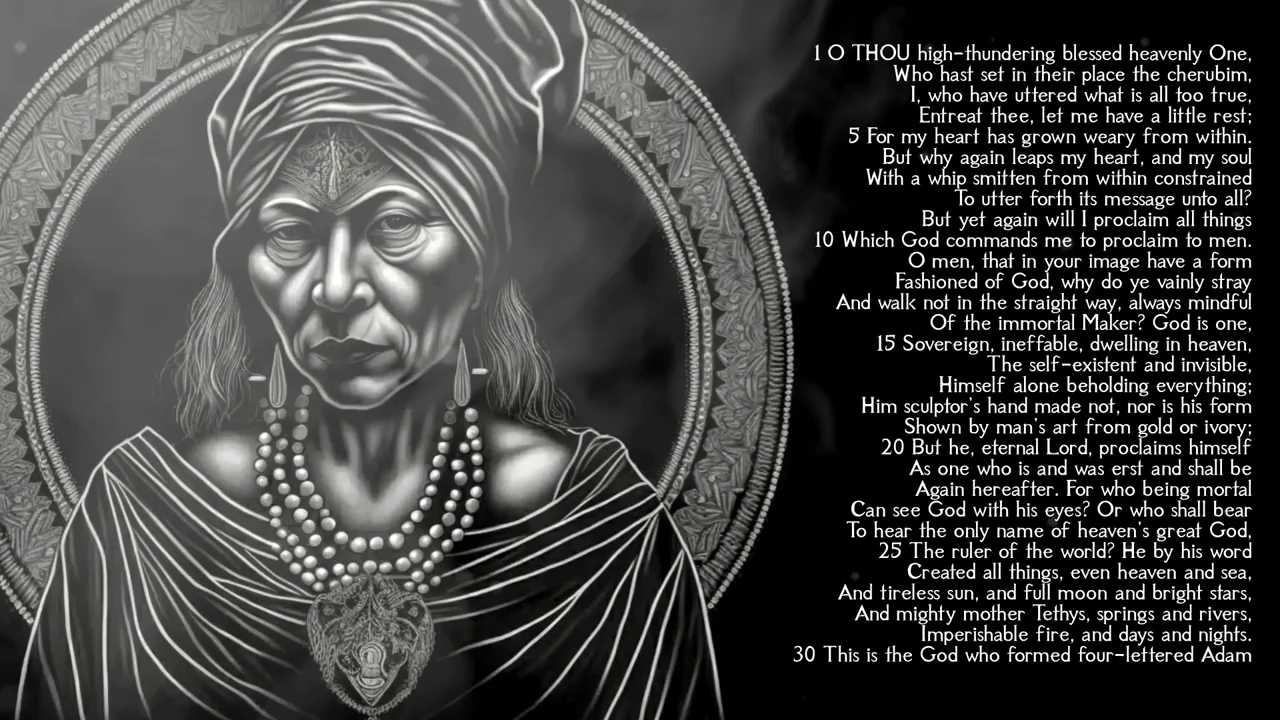 1 O THOU high-thundering blessed heavenly One,
Who hast set in their place the cherubim,
I, who have uttered what is all too true,
Entreat thee, let me have a little rest;
5 For my heart has grown weary from within.
But why again leaps my heart, and my soul
With a whip smitten from within constrained
To utter forth its message unto all?
But yet again will I proclaim all things
10 Which God commands me to proclaim to men.
O men, that in your image have a form
Fashioned of God, why do ye vainly stray
And walk not in the straight way, always mindful
Of the immortal Maker? God is one,
15 Sovereign, ineffable, dwelling in heaven,
The self-existent and invisible,
Himself alone beholding everything;
Him sculptor's hand made not, nor is his form
Shown by man's art from gold or ivory;
20 But he, eternal Lord, proclaims himself
As one who is and was erst and shall be
Again hereafter. For who being mortal
Can see God with his eyes? Or who shall bear
To hear the only name of heaven's great God,
25 The ruler of the world? He by his word
Created all things, even heaven and sea,
And tireless sun, and full moon and bright stars,
And mighty mother Tethys, springs and rivers,
Imperishable fire, and days and nights.
30 This is the God who formed four-lettered Adam